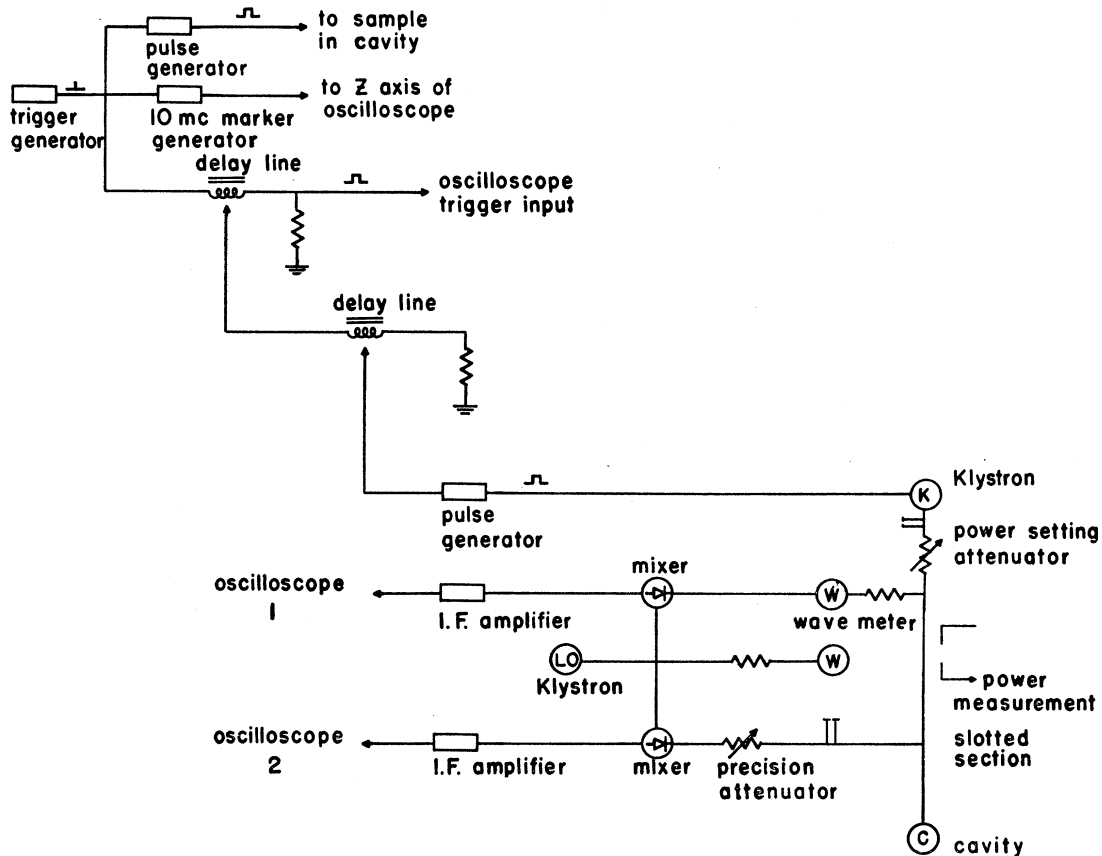 to sample
in cavity
pulse
generator
to Z axis of
oscilloscope
trigger
generator
10 mc marker
generator
delay line
oscilloscope
trigger input
delay line
K
Klystron
pulse
generator
power setting
attenuator
mixer
oscilloscope
1
I.F. amplifier
W
wave meter
LO
Klystron
W
power
measurement
oscilloscope
2
I.F. amplifier
mixer
precision
attenuator
slotted
section
C
cavity